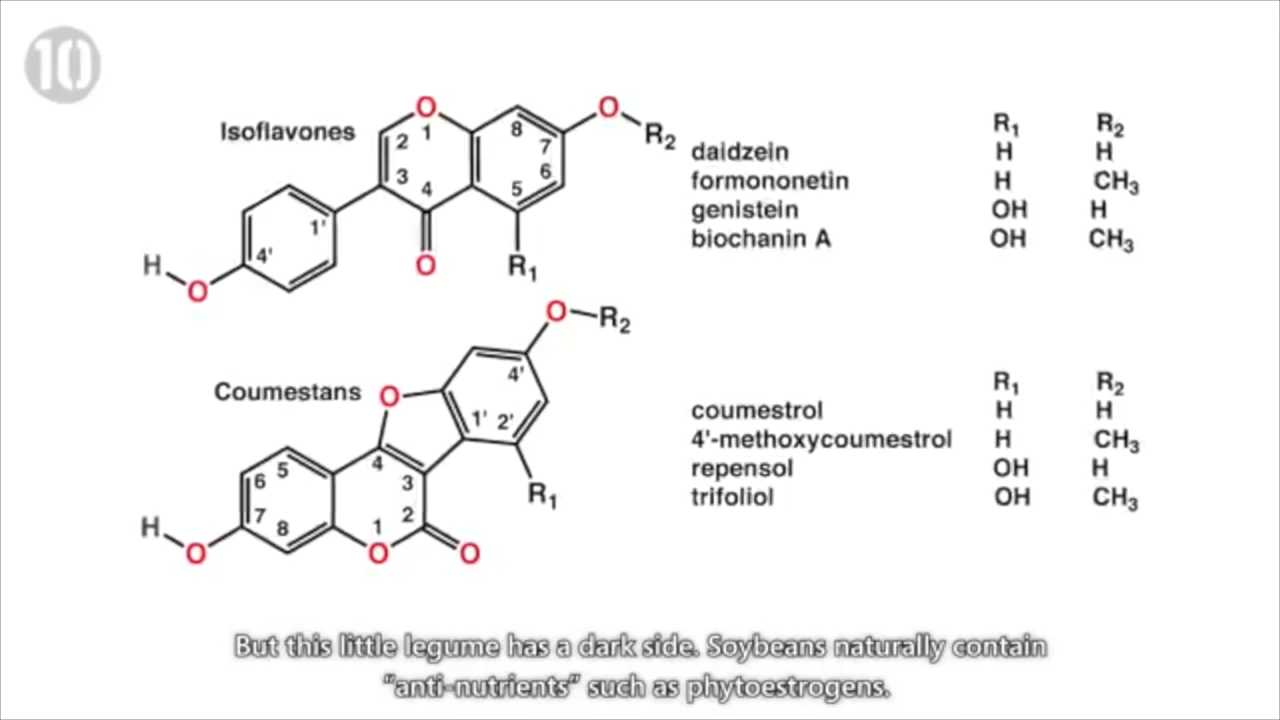 10
Isoflavones
O
1
2
3
4
5
6
7
8
O
R₂
1'
4'
H
O
O
R₁
R₁ R₂
daidzein H H
formononetin H CH₃
genistein OH H
biochanin A OH CH₃
Coumestans
O
O
R₂
4'
1'
2'
R₁
5
6
7
8
4
3
2
1
H
O
O
O
R₁ R₂
coumestrol H H
4'-methoxycoumestrol H CH₃
repensol OH H
trifoliol OH CH₃
But this little legume has a dark side. Soybeans naturally contain
"anti-nutrients" such as phytoestrogens.